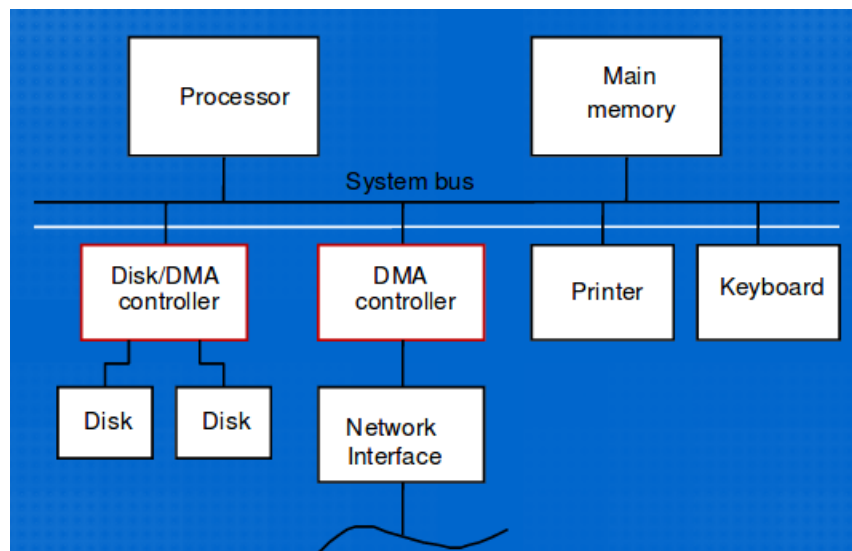 Processor
Main
memory
System bus
Disk/DMA
controller
DMA
controller
Printer
Keyboard
Disk
Disk
Network
Interface